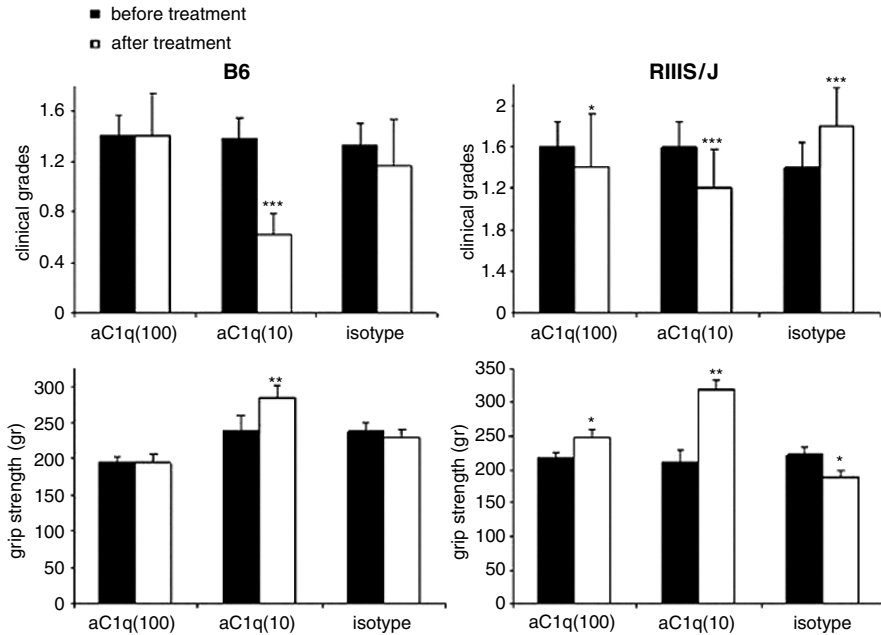 before treatment
after treatment
B6
RIIIS/J
clinical grades
1.6
1.2
0.8
0.4
0
***
aC1q(100)
aC1q(10)
isotype
clinical grades
2
1.6
1.2
1.4
0
*
***
***
aC1q(100)
aC1q(10)
isotype
grip strength (gr)
300
250
200
150
100
50
0
**
aC1q(100)
aC1q(10)
isotype
grip strength (gr)
350
300
250
200
150
100
50
0
*
**
*
aC1q(100)
aC1q(10)
isotype